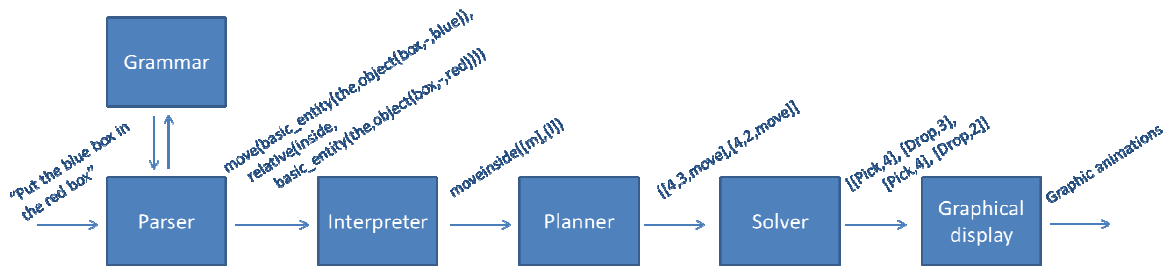 Grammar
"Put the blue box in
the red box"
Parser
move(basic_entity(the,object(box,-,blue)),
relative(inside,
basic_entity(the,object(box,-,red))))
Interpreter
moveinside([m],[l])
Planner
[[4,3,move],[4,2,move]]
Solver
[[Pick,4], [Drop,3],
[Pick,4], [Drop,2]]
Graphical
display
Graphic animations